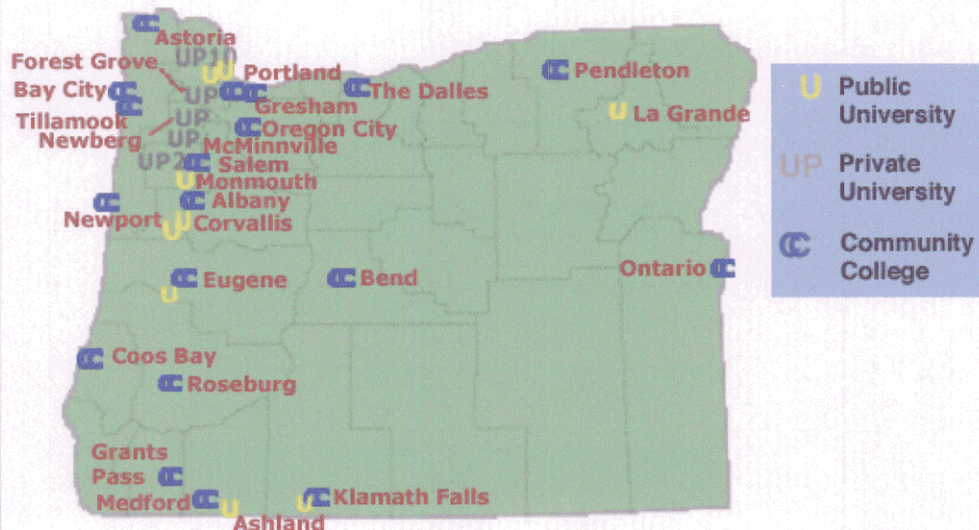 Astoria
UP10
Forest Grove
Portland
Pendleton
Bay City
UP
Gresham
The Dalles
Tillamook
UP
La Grande
Newberg
Oregon City
UP
McMinnville
UP2
Salem
Monmouth
Albany
Newport
Corvallis
Ontario
Eugene
Bend
Coos Bay
Roseburg
Grants
Pass
Medford
Klamath Falls
Ashland
U Public
University
UP Private
University
CC Community
College